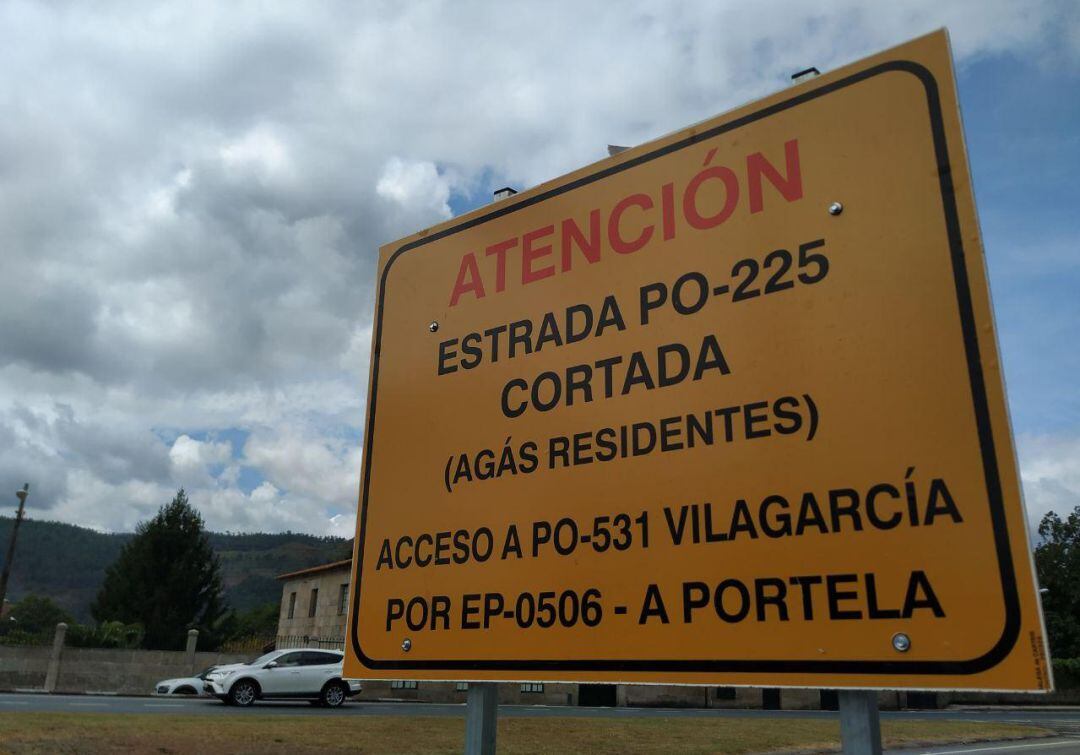 ATENCIÓN
ESTRADA PO-225
CORTADA
(AGÁS RESIDENTES)
ACCESO A PO-531 VILAGARCÍA
POR EP-0506 - A PORTELA